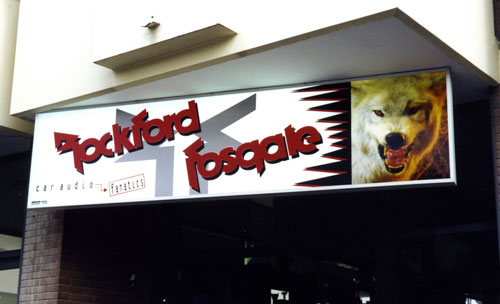 Rockford
Fosgate
car audio fanatics